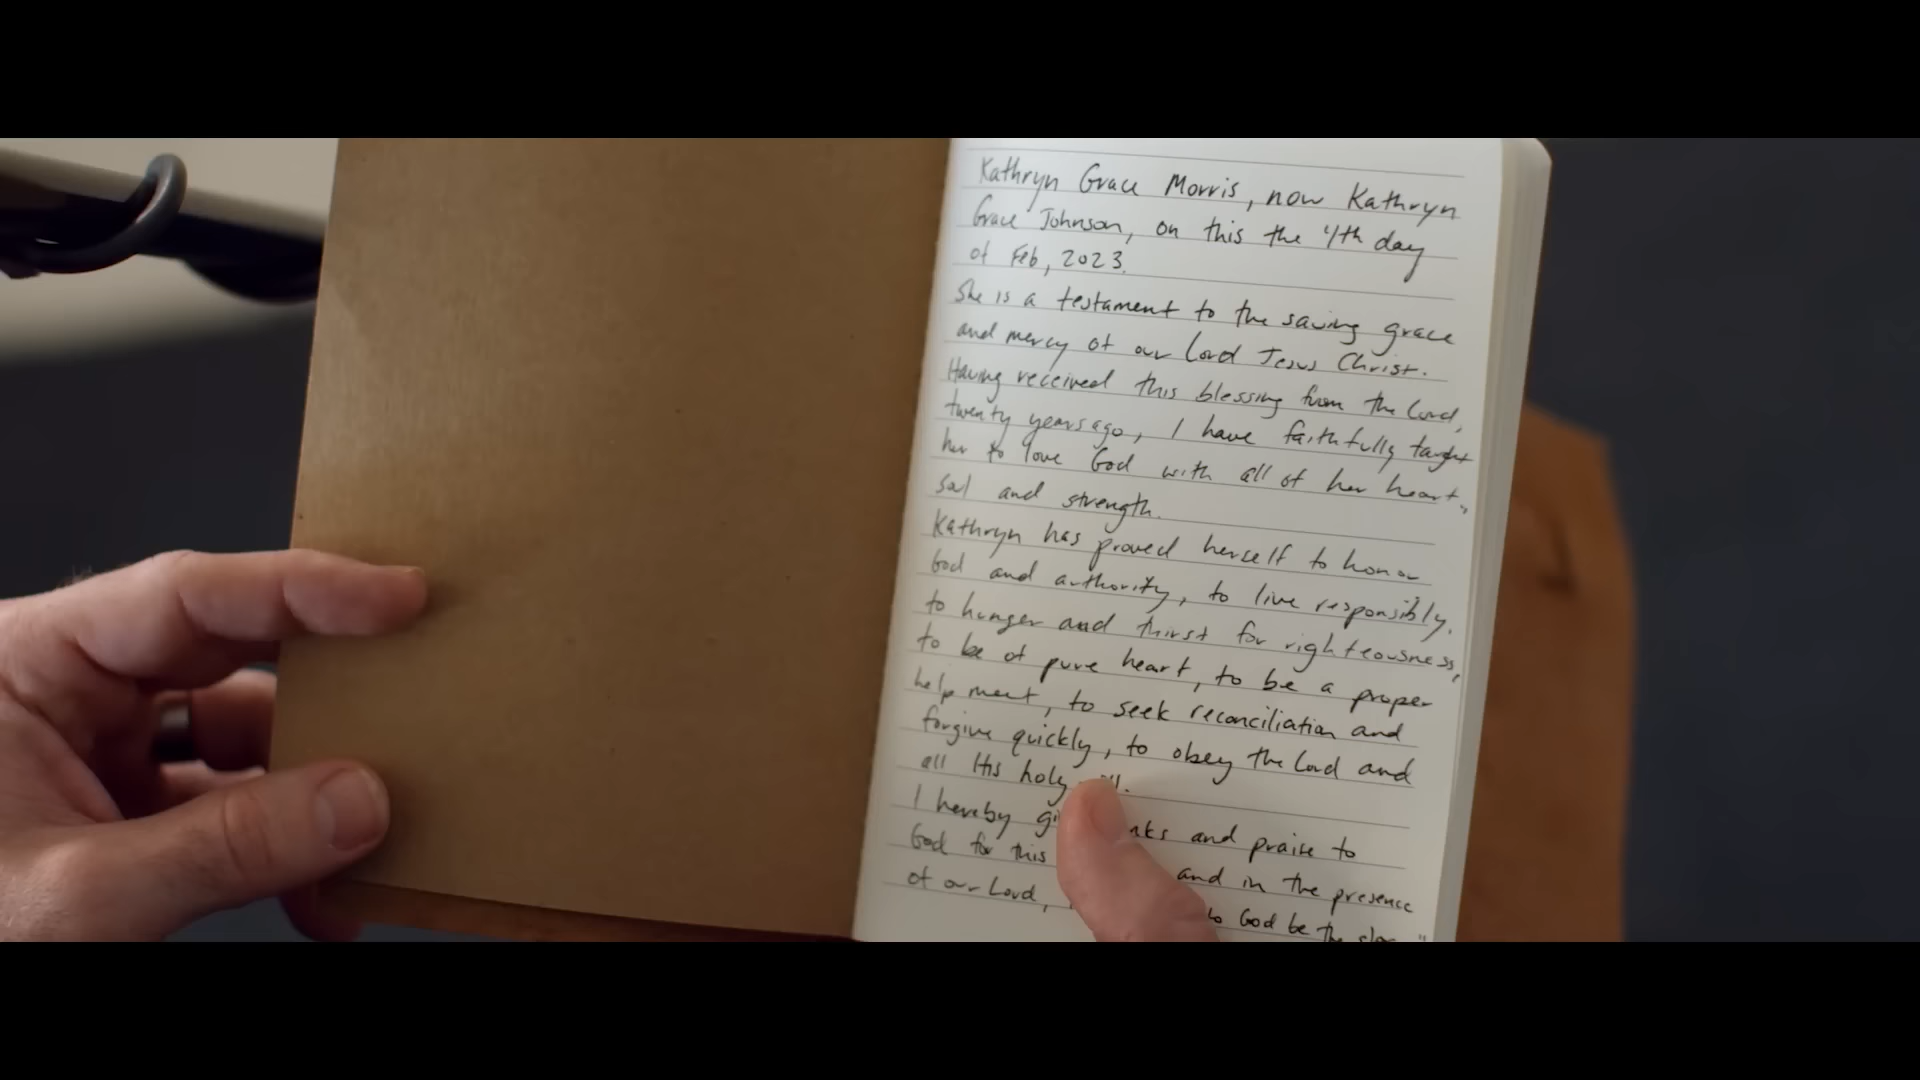 Kathryn Grace Morris, now Kathryn
Grace Johnson, on this the 4th day
of Feb, 2023.
She is a testament to the saving grace
and mercy of our Lord Jesus Christ.
Having received this blessing from the Lord,
twenty years ago, I have faithfully taught
her to love God with all of her heart,
soul and strength.
Kathryn has proved herself to honor
God and authority, to live responsibly,
to hunger and thirst for righteousness,
to be of pure heart, to be a proper
help meet, to seek reconciliation and
forgive quickly, to obey the Lord and
all His holy
I hereby and praise to
God for this and in the presence
of our Lord,
God be the